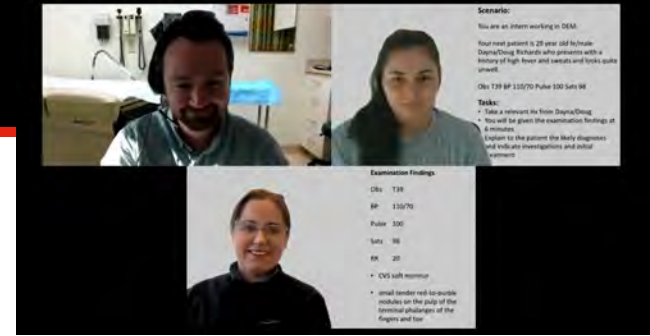 Scenario:
You are an intern working in DEM.
Your next patient is 29 year old fe/male
Dayna/Doug Richards who presents with a
history of high fever and sweats and looks quite
unwell.
Obs T39 BP 110/70 Pulse 100 Sats 98
Tasks:
• Take a relevant Hx from Dayna/Doug
• You will be given the examination findings at
6 minutes
Explain to the patient the likely diagnoses
and indicate investigations and initial
treatment
Examination Findings
Obs T39
BP 110/70
Pulse 100
Sats 98
RR 20
• CVS soft murmur
• small tender red-to-purple
nodules on the pulp of the
terminal phalanges of the
fingers and toe